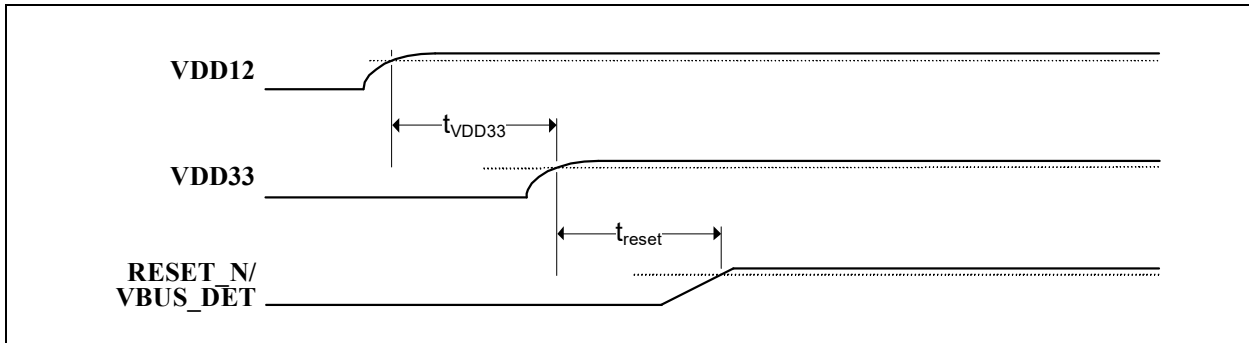 VDD12
tVDD33
VDD33
treset
RESET_N/
VBUS_DET